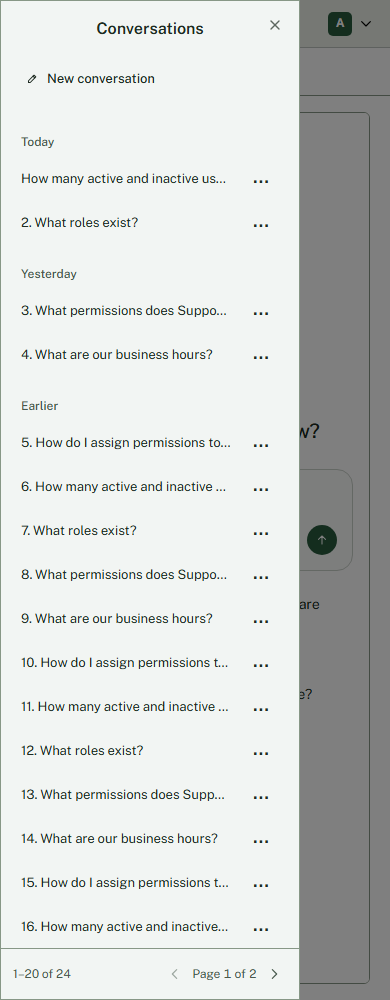 Conversations
A
New conversation
Today
How many active and inactive us...
2. What roles exist?
Yesterday
3. What permissions does Suppo...
4. What are our business hours?
Earlier
5. How do I assign permissions to...
w?
6. How many active and inactive ...
7. What roles exist?
8. What permissions does Suppo...
are
9. What are our business hours?
10. How do I assign permissions t...
e?
11. How many active and inactive ...
12. What roles exist?
13. What permissions does Supp...
14. What are our business hours?
15. How do I assign permissions t...
16. How many active and inactive...
1–20 of 24
Page 1 of 2